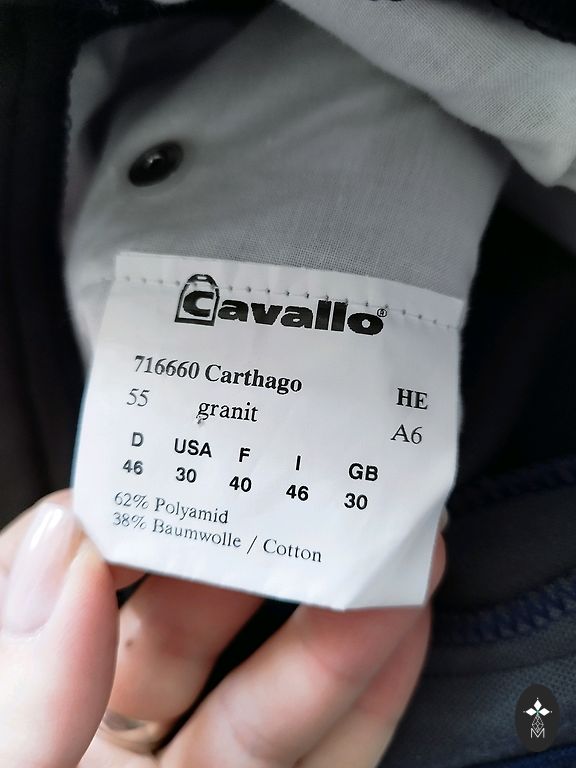 Cavallo®
716660 Carthago HE
55 granit A6
D USA F I GB
46 30 40 46 30
62% Polyamid
38% Baumwolle / Cotton
M